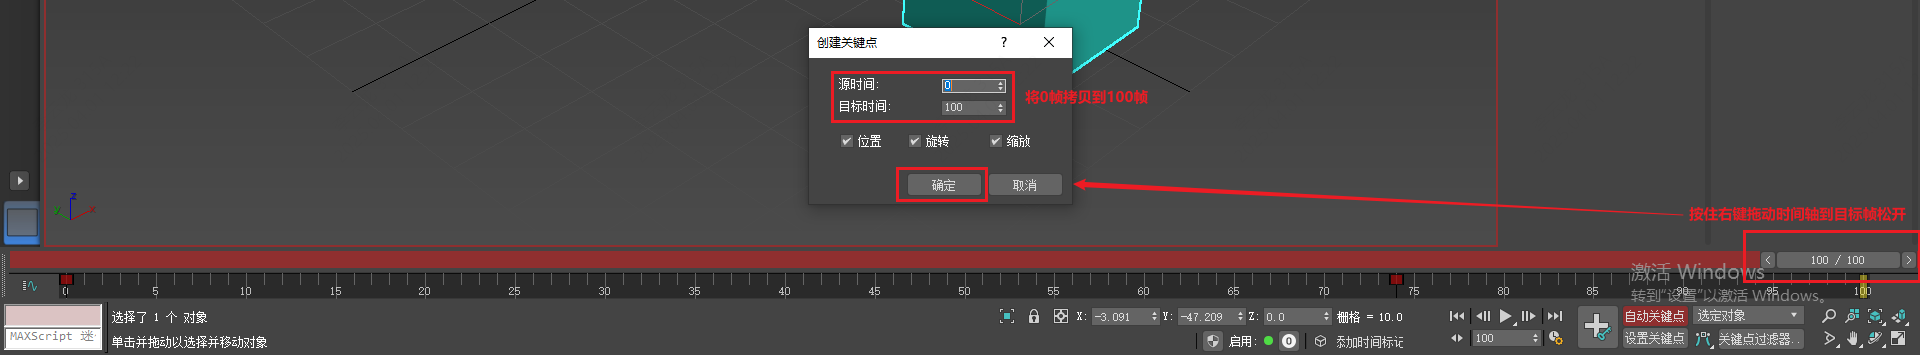 创建关键点 ?
源时间: 0
目标时间: 100
将0帧拷贝到100帧
位置 旋转 缩放
确定 取消
按住右键拖动时间轴到目标帧松开
z
y x
< 100 / 100 >
激活 Windows
转到“设置”以激活 Windows。
0 5 10 15 20 25 30 35 40 45 50 55 60 65 70 75 80 85 90 95 100
选择了 1 个 对象
X: -3.091 Y: -47.209 Z: 0.0 栅格 = 10.0
自动关键点 选定对象
MAXScript 迷
单击并拖动以选择并移动对象
启用: 0 添加时间标记
100
设置关键点 关键点过滤器..